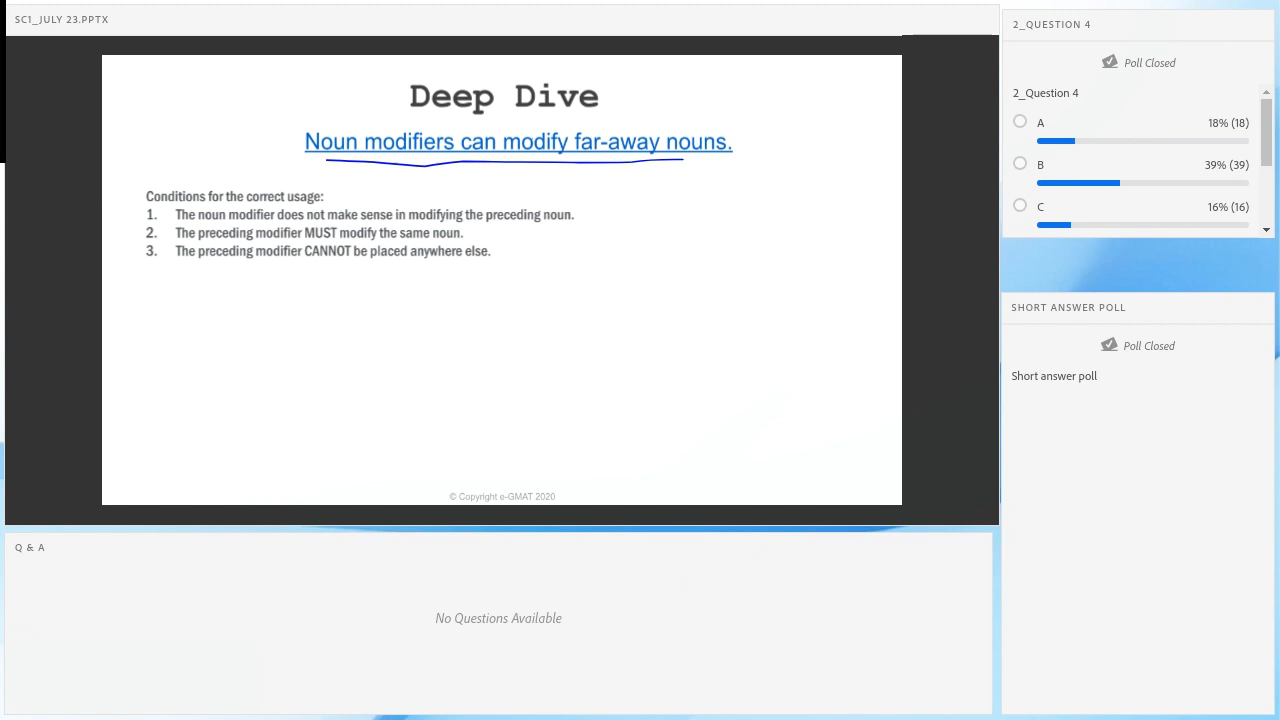 SC1_JULY 23.PPTX
Deep Dive
Noun modifiers can modify far-away nouns.
Conditions for the correct usage:
1. The noun modifier does not make sense in modifying the preceding noun.
2. The preceding modifier MUST modify the same noun.
3. The preceding modifier CANNOT be placed anywhere else.
© Copyright e-GMAT 2020
Q & A
No Questions Available
2_QUESTION 4
Poll Closed
2_Question 4
A 18% (18)
B 39% (39)
C 16% (16)
SHORT ANSWER POLL
Poll Closed
Short answer poll